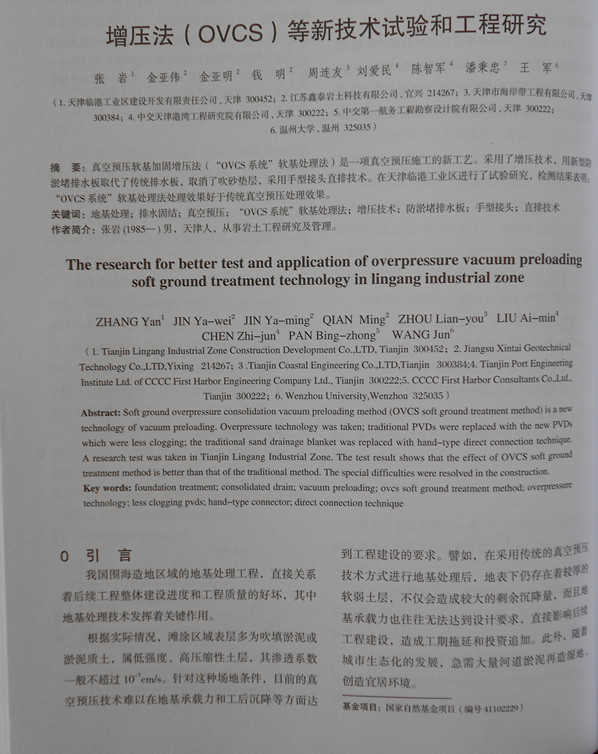 增压法（OVCS）等新技术试验和工程研究
张 岩1 金亚伟2 金亚明2 钱 明2 周连友3 刘爱民4 陈智军4 潘秉忠5 王 军6
（1.天津临港工业区建设开发有限责任公司，天津 300452；2.江苏鑫泰岩土科技有限公司，宜兴 214267；3.天津市海岸带工程有限公司，天津
300384；4.中交天津港湾工程研究院有限公司，天津 300222；5.中交第一航务工程勘察设计院有限公司，天津 300222；
6.温州大学，温州 325035）
摘 要：真空预压软基加固增压法（“OVCS系统”软基处理法）是一项真空预压施工的新工艺。采用了增压技术，用新型防
淤堵排水板取代了传统排水板，取消了吹砂垫层，采用手型接头直排技术。在天津临港工业区进行了试验研究，检测结果表明：
“OVCS系统”软基处理法处理效果好于传统真空预压处理效果。
关键词：地基处理；排水固结；真空预压；“OVCS系统”软基处理法；增压技术；防淤堵排水板；手型接头；直排技术
作者简介：张岩(1985—)男，天津人，从事岩土工程研究及管理。
The research for better test and application of overpressure vacuum preloading
soft ground treatment technology in lingang industrial zone
ZHANG Yan1 JIN Ya-wei2 JIN Ya-ming2 QIAN Ming2 ZHOU Lian-you3 LIU Ai-min4
CHEN Zhi-jun4 PAN Bing-zhong5 WANG Jun6
（1. Tianjin Lingang Industrial Zone Construction Development Co.,LTD, Tianjin 300452；2. Jiangsu Xintai Geotechnical
Technology Co.,LTD,Yixing 214267；3 .Tianjin Coastal Engineering Co.,LTD,Tianjin 300384;4. Tianjin Port Engineering
Institute Ltd. of CCCC First Harbor Engineering Company Ltd., Tianjin 300222;5. CCCC First Harbor Consultants Co.,Ltd.,
Tianjin 300222；6. Wenzhou University,Wenzhou 325035）
Abstract: Soft ground overpressure consolidation vacuum preloading method (OVCS soft ground treatment method) is a new
technology of vacuum preloading. Overpressure technology was taken; traditional PVDs were replaced with the new PVDs
which were less clogging; the traditional sand drainage blanket was replaced with hand-type direct connection technique.
A research test was taken in Tianjin Lingang Industrial Zone. The test result shows that the effect of OVCS soft ground
treatment method is better than that of the traditional method. The special difficulties were resolved in the construction.
Key words: foundation treatment; consolidated drain; vacuum preloading; ovcs soft ground treatment method; overpressure
technology; less clogging pvds; hand-type connector; direct connection technique
0 引 言
我国围海造地区域的地基处理工程，直接关系
着后续工程整体建设进度和工程质量的好坏，其中
地基处理技术发挥着关键作用。
根据实际情况，滩涂区域表层多为吹填淤泥或
淤泥质土，属低强度、高压缩性土层，其渗透系数
一般不超过10-7cm/s。针对这种场地条件，目前的真
空预压技术难以在地基承载力和工后沉降等方面达
到工程建设的要求。譬如，在采用传统的真空预压
技术方式进行地基处理后，地表下仍存在着较厚的
软弱土层，不仅会造成较大的剩余沉降量，而且地
基承载力也往往无法达到设计要求，直接影响后续
工程建设，造成工期拖延和投资追加。此外，随着
城市生态化的发展，急需大量河道淤泥再造湿地、
创造宜居环境。
基金项目：国家自然基金项目（编号41102229）